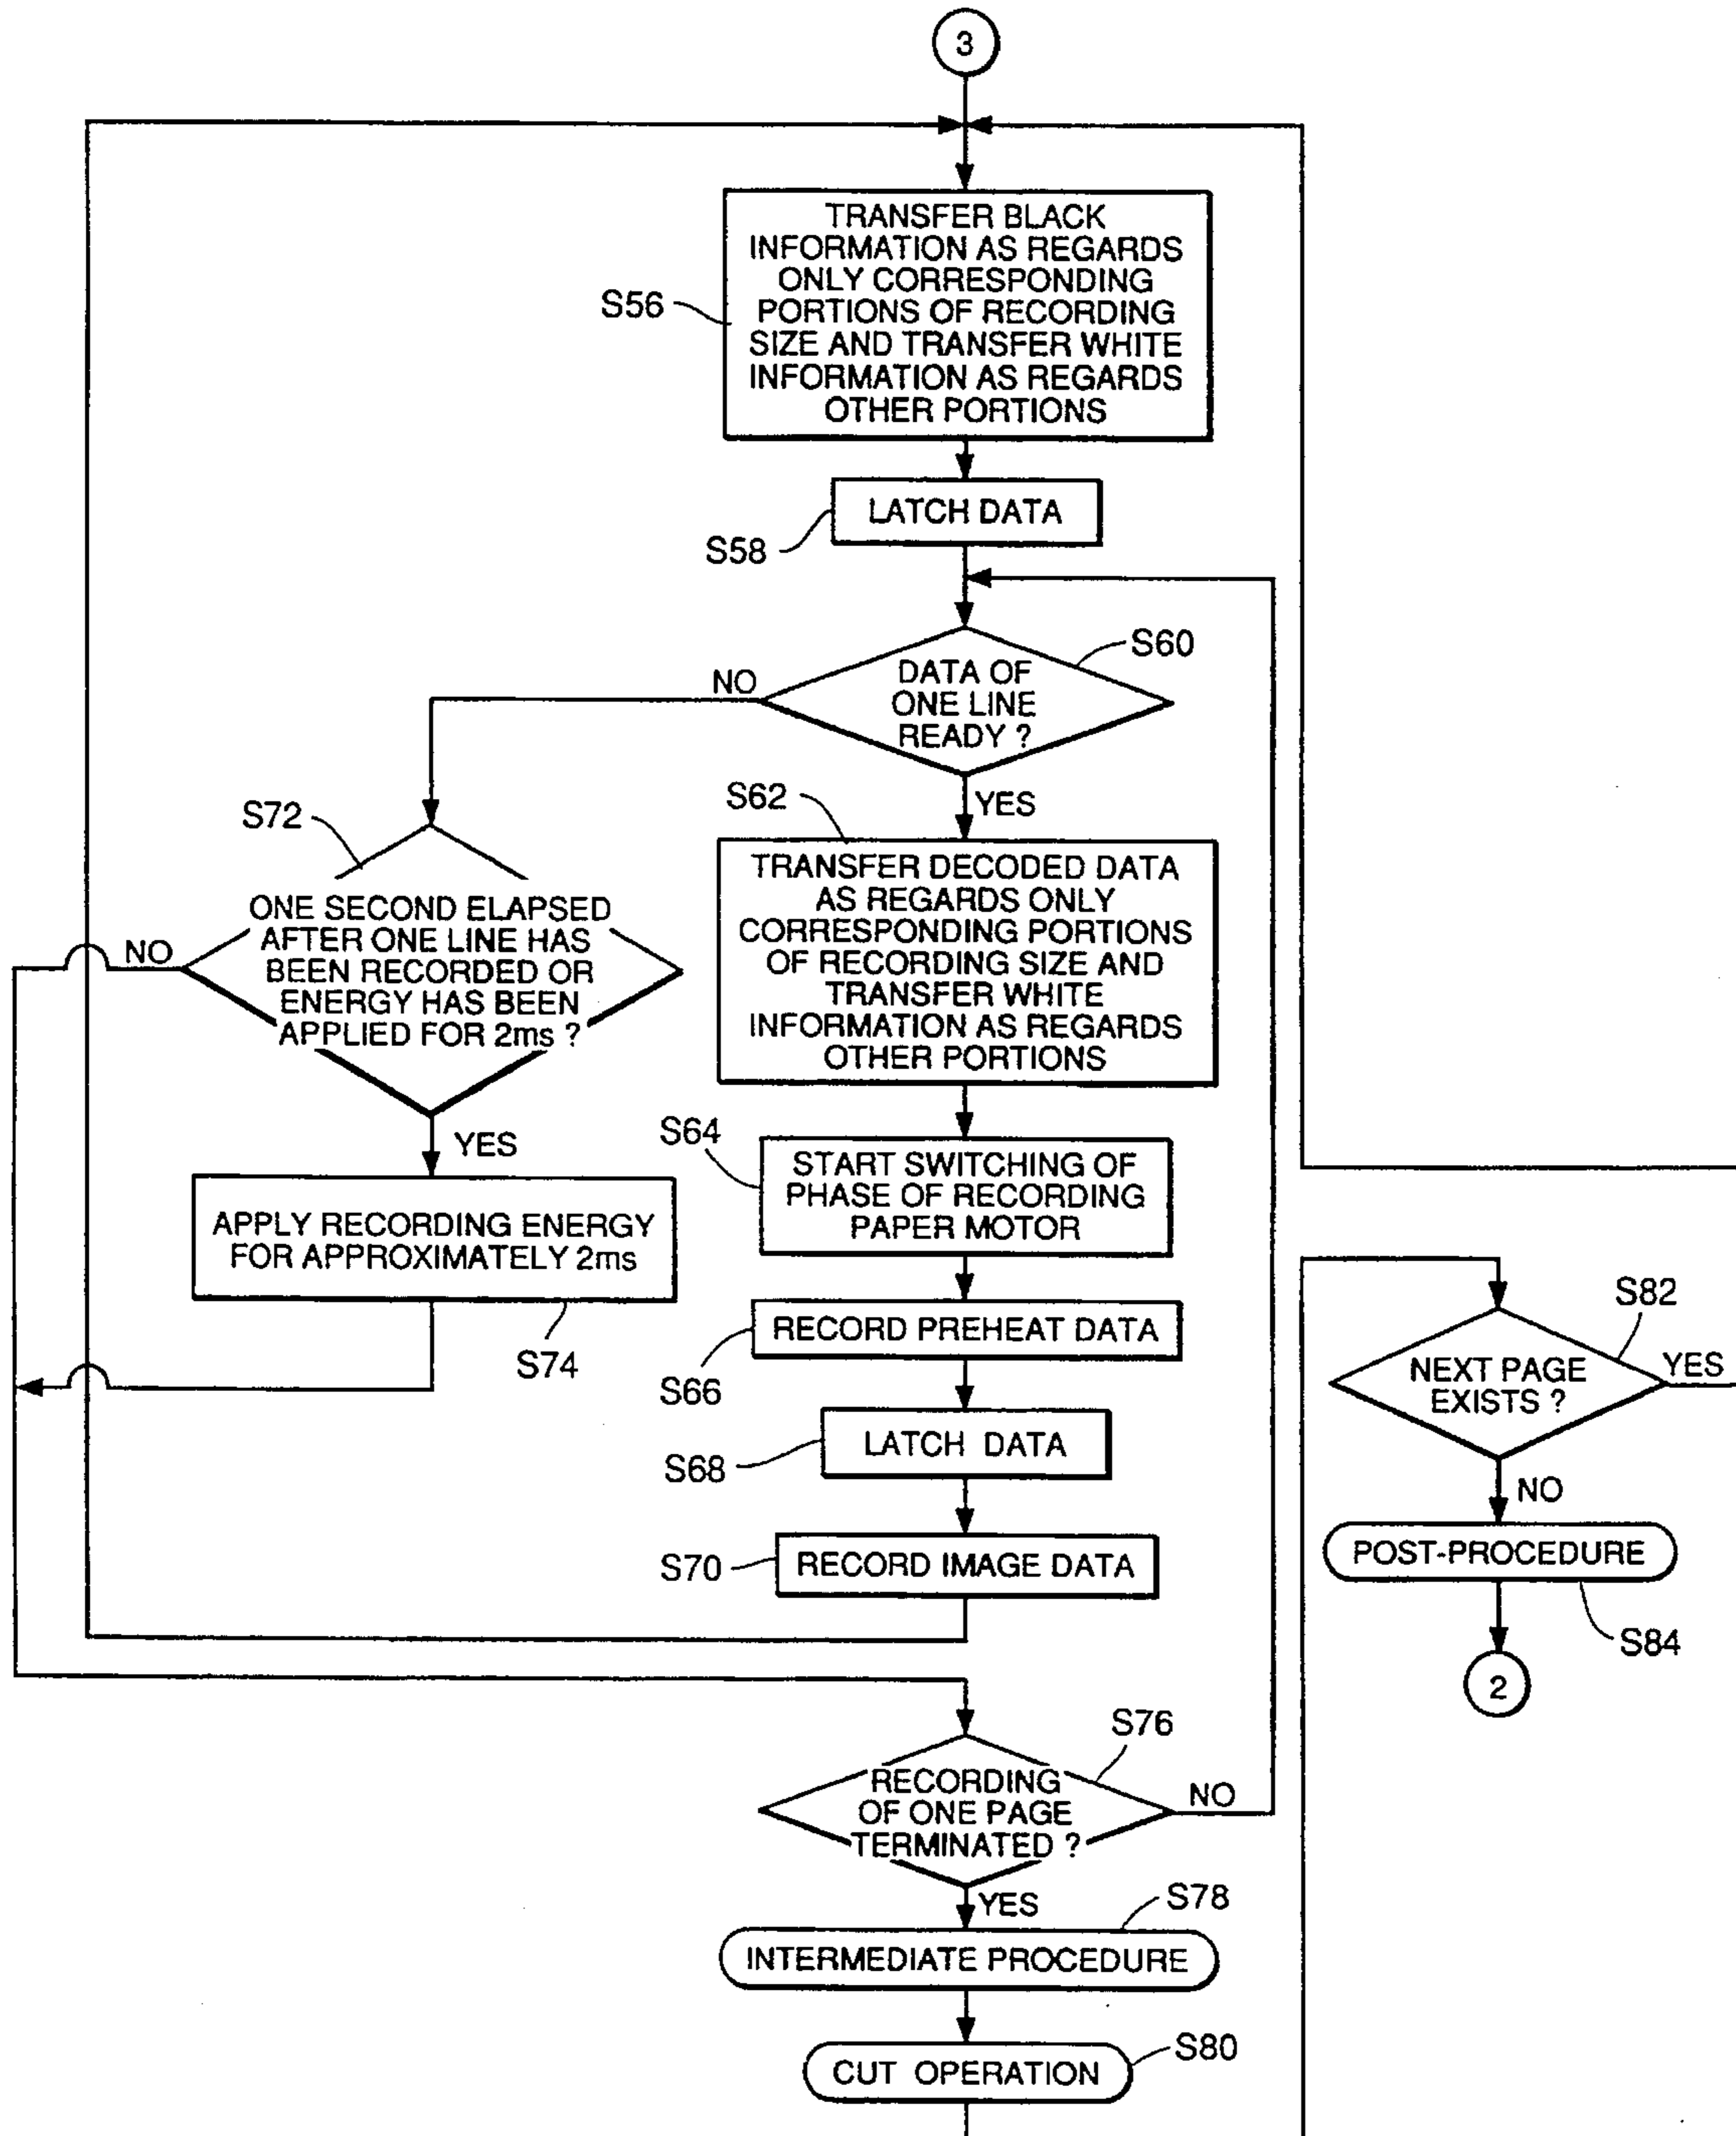 3
TRANSFER BLACK
INFORMATION AS REGARDS
ONLY CORRESPONDING
PORTIONS OF RECORDING
SIZE AND TRANSFER WHITE
INFORMATION AS REGARDS
OTHER PORTIONS
S56
LATCH DATA
S58
S60
DATA OF
ONE LINE
READY ?
NO
YES
S72
ONE SECOND ELAPSED
AFTER ONE LINE HAS
BEEN RECORDED OR
ENERGY HAS BEEN
APPLIED FOR 2ms ?
NO
YES
APPLY RECORDING ENERGY
FOR APPROXIMATELY 2ms
S74
S62
TRANSFER DECODED DATA
AS REGARDS ONLY
CORRESPONDING PORTIONS
OF RECORDING SIZE AND
TRANSFER WHITE
INFORMATION AS REGARDS
OTHER PORTIONS
S64
START SWITCHING OF
PHASE OF RECORDING
PAPER MOTOR
RECORD PREHEAT DATA
S66
LATCH DATA
S68
S70
RECORD IMAGE DATA
S76
RECORDING
OF ONE PAGE
TERMINATED ?
NO
YES
S78
INTERMEDIATE PROCEDURE
S80
CUT OPERATION
S82
NEXT PAGE
EXISTS ?
YES
NO
POST-PROCEDURE
S84
2